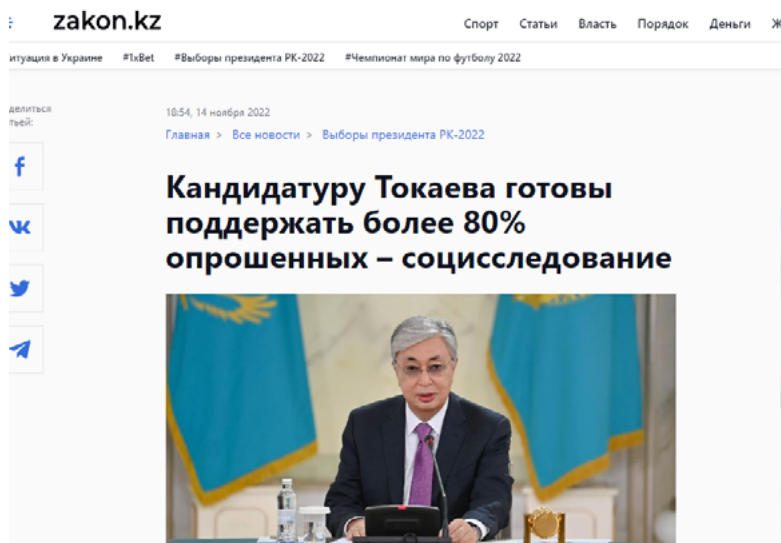 zakon.kz
Спорт Статьи Власть Порядок Деньги Ж
итуация в Украине #1xBet #Выборы президента РК-2022 #Чемпионат мира по футболу 2022
делиться
тьей:
18:54, 14 ноября 2022
Главная > Все новости > Выборы президента РК-2022
Кандидатуру Токаева готовы
поддержать более 80%
опрошенных – социсследование